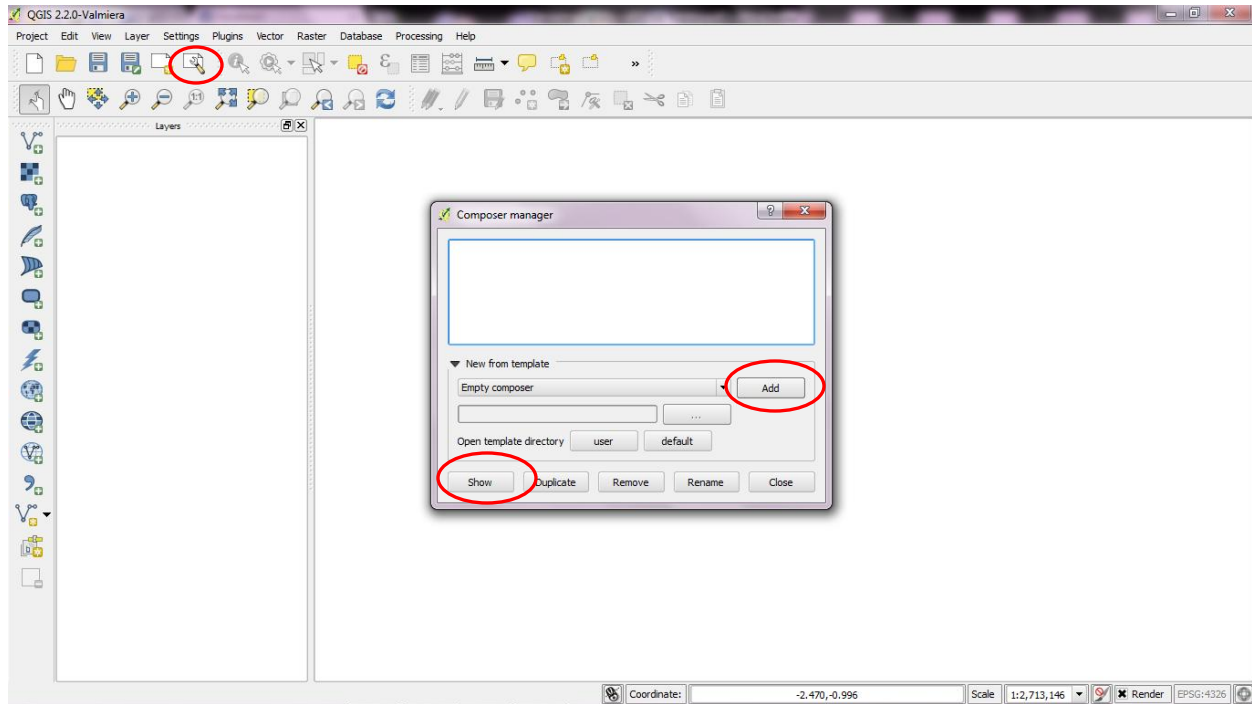 QGIS 2.2.0-Valmiera
Project Edit View Layer Settings Plugins Vector Raster Database Processing Help
»
1:1
Layers
Composer manager
New from template
Empty composer
Add
...
Open template directory user default
Show Duplicate Remove Rename Close
Coordinate: -2.470,-0.996 Scale 1:2,713,146 Render EPSG:4326